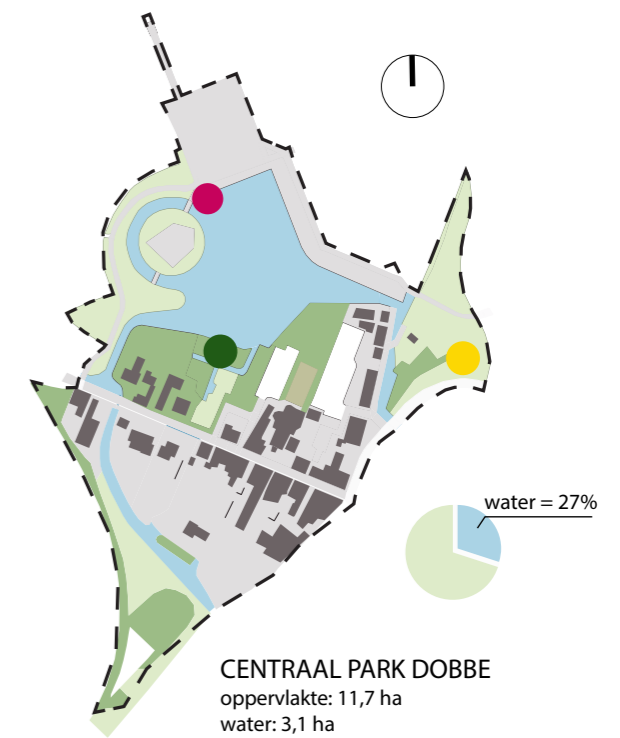 water = 27%
CENTRAAL PARK DOBBE
oppervlakte: 11,7 ha
water: 3,1 ha